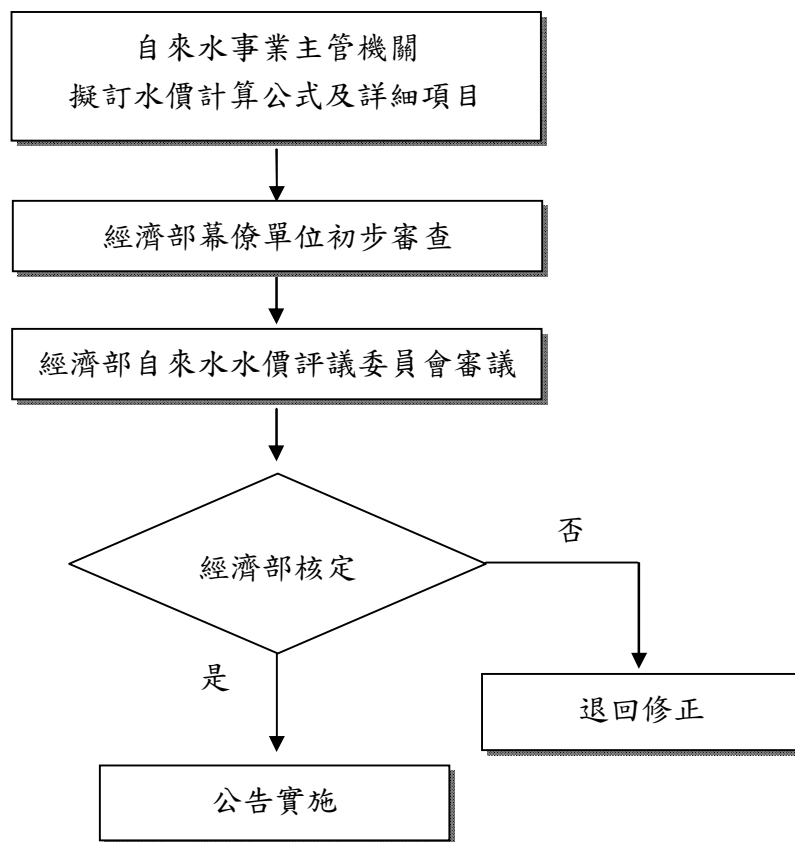 自來水事業主管機關
擬訂水價計算公式及詳細項目
經濟部幕僚單位初步審查
經濟部自來水水價評議委員會審議
經濟部核定
否
是
退回修正
公告實施